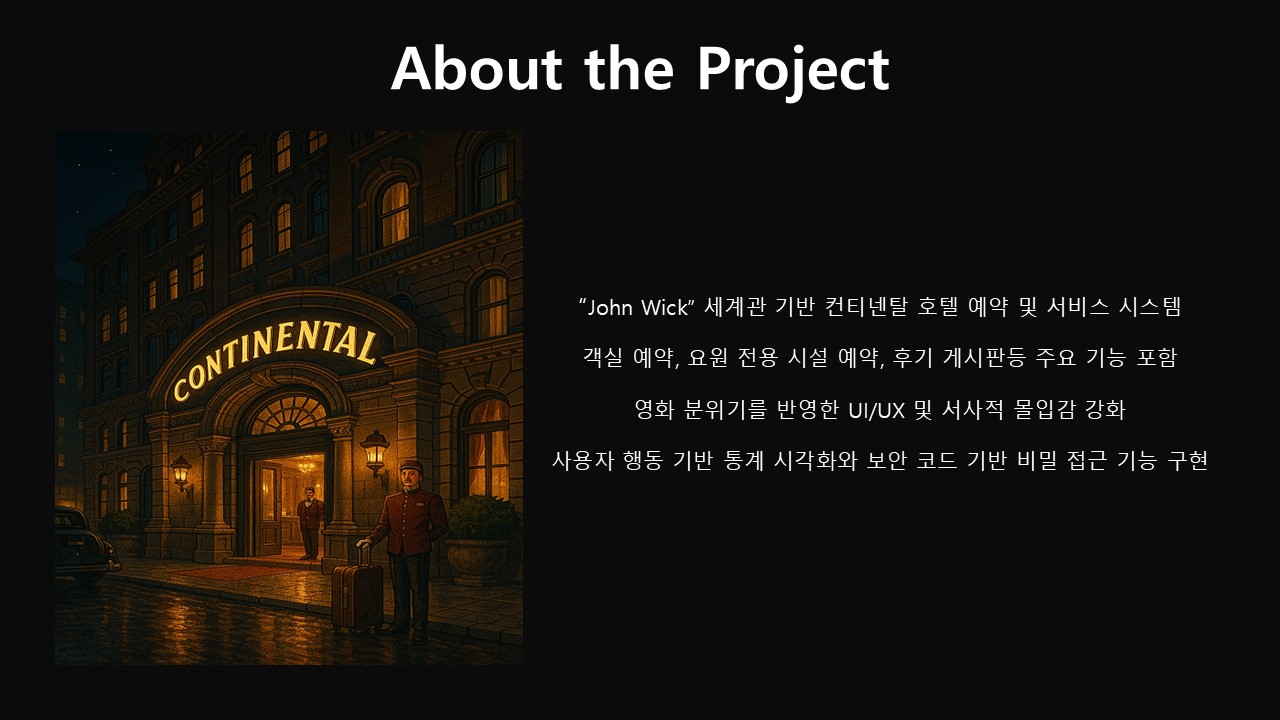 About the Project
CONTINENTAL
“John Wick” 세계관 기반 컨티넨탈 호텔 예약 및 서비스 시스템
객실 예약, 요원 전용 시설 예약, 후기 게시판등 주요 기능 포함
영화 분위기를 반영한 UI/UX 및 서사적 몰입감 강화
사용자 행동 기반 통계 시각화와 보안 코드 기반 비밀 접근 기능 구현